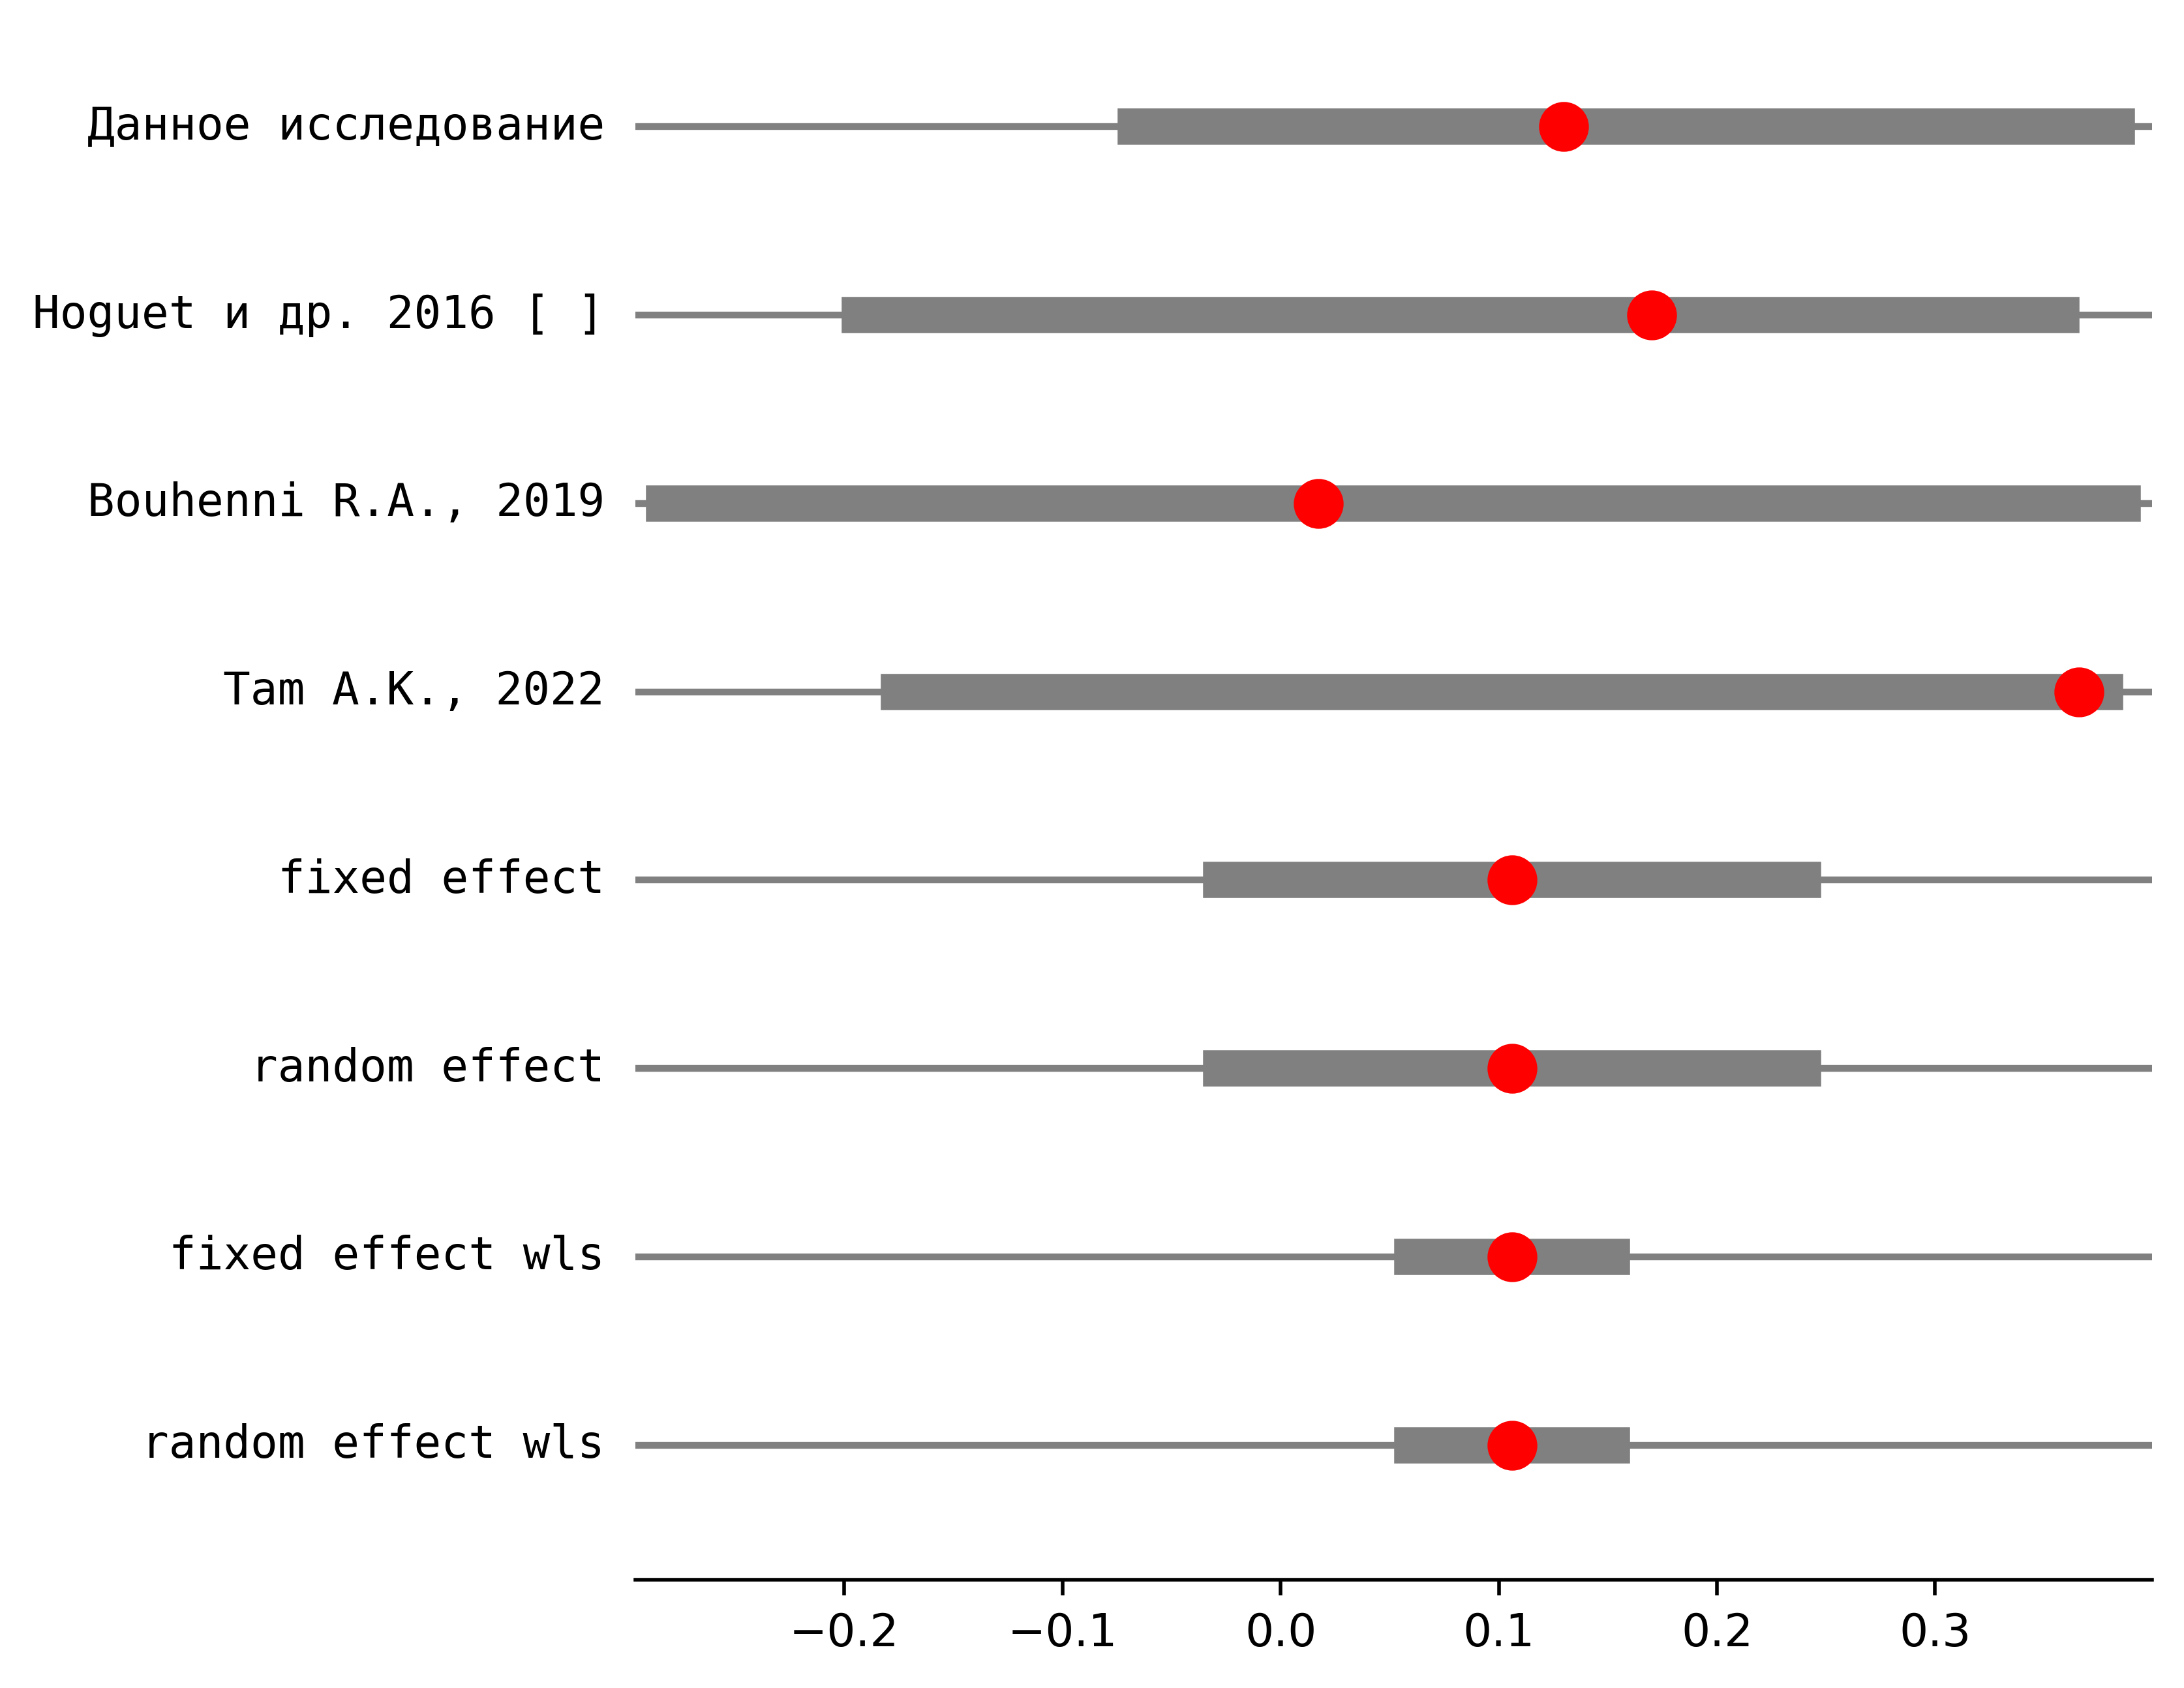 Данное исследование
Hoguet и др. 2016 [ ]
Bouhenni R.A., 2019
Tam A.K., 2022
fixed effect
random effect
fixed effect wls
random effect wls
−0.2 −0.1 0.0 0.1 0.2 0.3